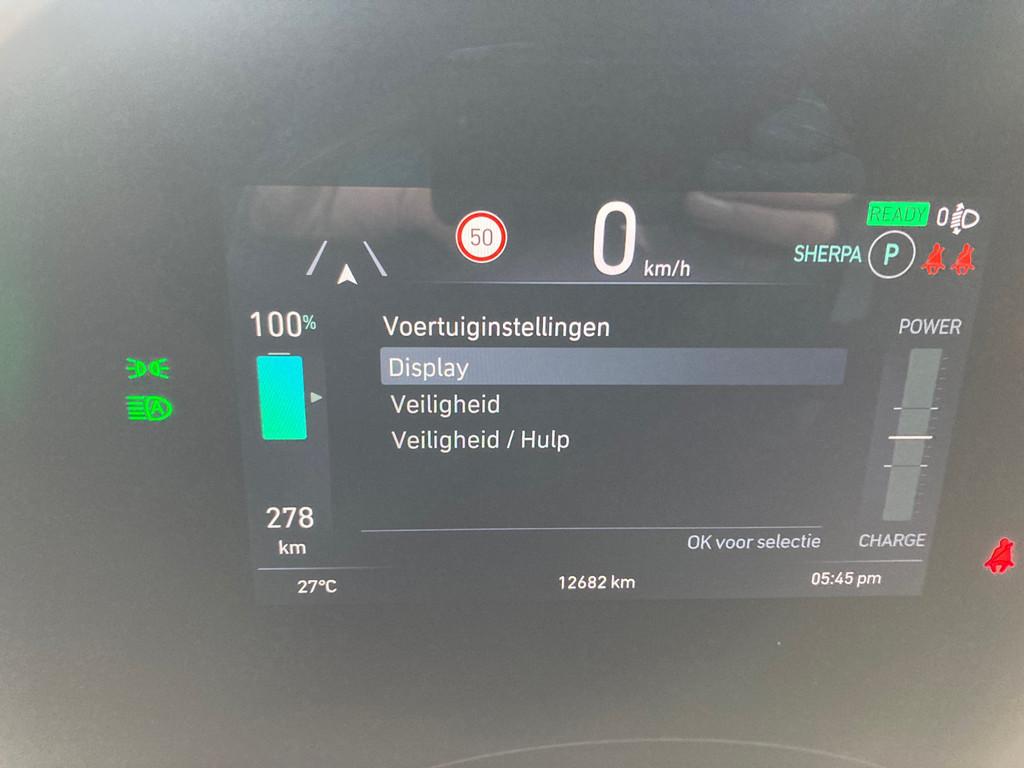 50
0 km/h
READY 0
SHERPA P
100%
Voertuiginstellingen
POWER
Display
A
Veiligheid
Veiligheid / Hulp
278
km
OK voor selectie
CHARGE
27°C
12682 km
05:45 pm